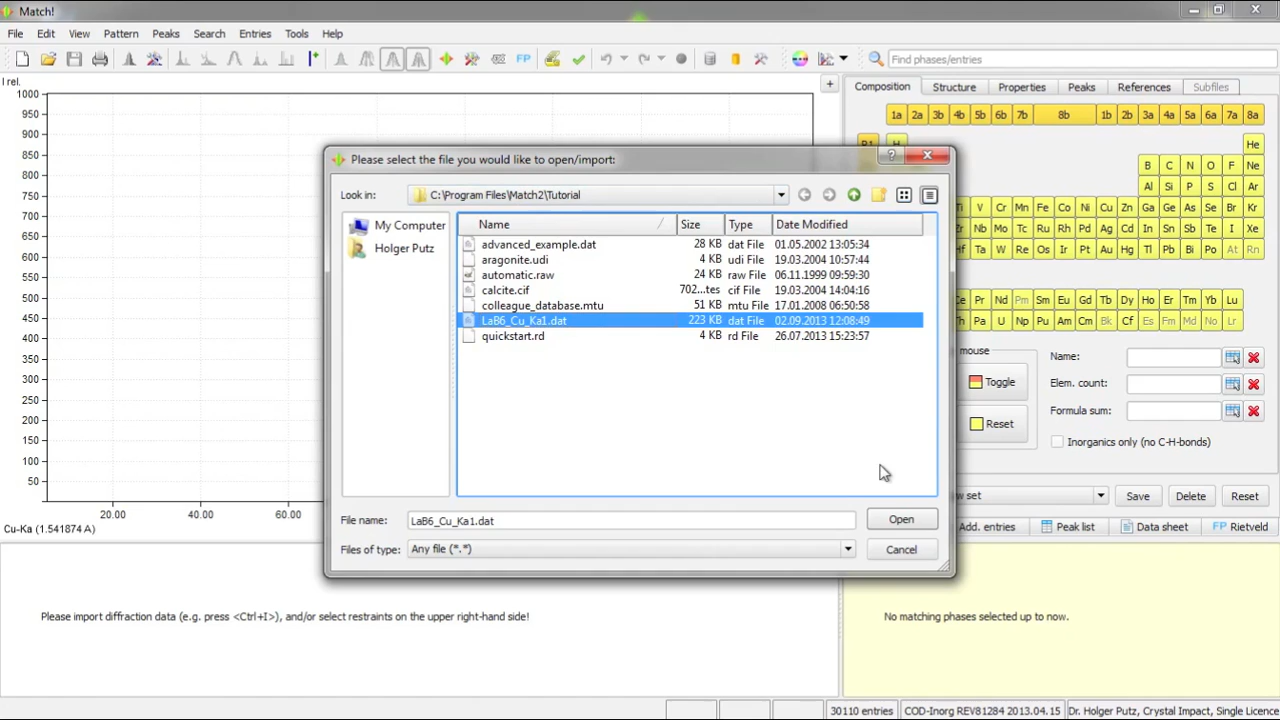 Match!
File Edit View Pattern Peaks Search Entries Tools Help
FP Find phases/entries
I rel.
1000
950
900
850
800
750
700
650
600
550
500
450
400
350
300
250
200
150
100
50
20.00 40.00 60.00
Cu-Ka (1.541874 A)
Please import diffraction data (e.g. press <Ctrl+I>), and/or select restraints on the upper right-hand side!
Please select the file you would like to open/import:
Look in: C:\Program Files\Match2\Tutorial
My Computer
Holger Putz
Name Size Type Date Modified
advanced_example.dat 28 KB dat File 01.05.2002 13:05:34
aragonite.udi 4 KB udi File 19.03.2004 10:57:44
automatic.raw 24 KB raw File 06.11.1999 09:59:30
calcite.cif 702...tes cif File 19.03.2004 14:04:16
colleague_database.mtu 51 KB mtu File 17.01.2008 06:50:58
LaB6_Cu_Ka1.dat 223 KB dat File 02.09.2013 12:08:49
quickstart.rd 4 KB rd File 26.07.2013 15:23:57
File name: LaB6_Cu_Ka1.dat Open
Files of type: Any file (*.*) Cancel
Composition Structure Properties Peaks References Subfiles
1a 2a 3b 4b 5b 6b 7b 8b 1b 2b 3a 4a 5a 6a 7a 8a
He
B C N O F Ne
Al Si P S Cl Ar
Ti V Cr Mn Fe Co Ni Cu Zn Ga Ge As Se Br Kr
Zr Nb Mo Tc Ru Rh Pd Ag Cd In Sn Sb Te I Xe
Hf Ta W Re Os Ir Pt Au Hg Tl Pb Bi Po At Rn
Ce Pr Nd Pm Sm Eu Gd Tb Dy Ho Er Tm Yb Lu
Th Pa U Np Pu Am Cm Bk Cf Es Fm Md No Lr
mouse
Toggle
Reset
Name:
Elem. count:
Formula sum:
Inorganics only (no C-H-bonds)
Save Delete Reset
Add. entries Peak list Data sheet FP Rietveld
No matching phases selected up to now.
30110 entries COD-Inorg REV81284 2013.04.15 Dr. Holger Putz, Crystal Impact, Single Licence